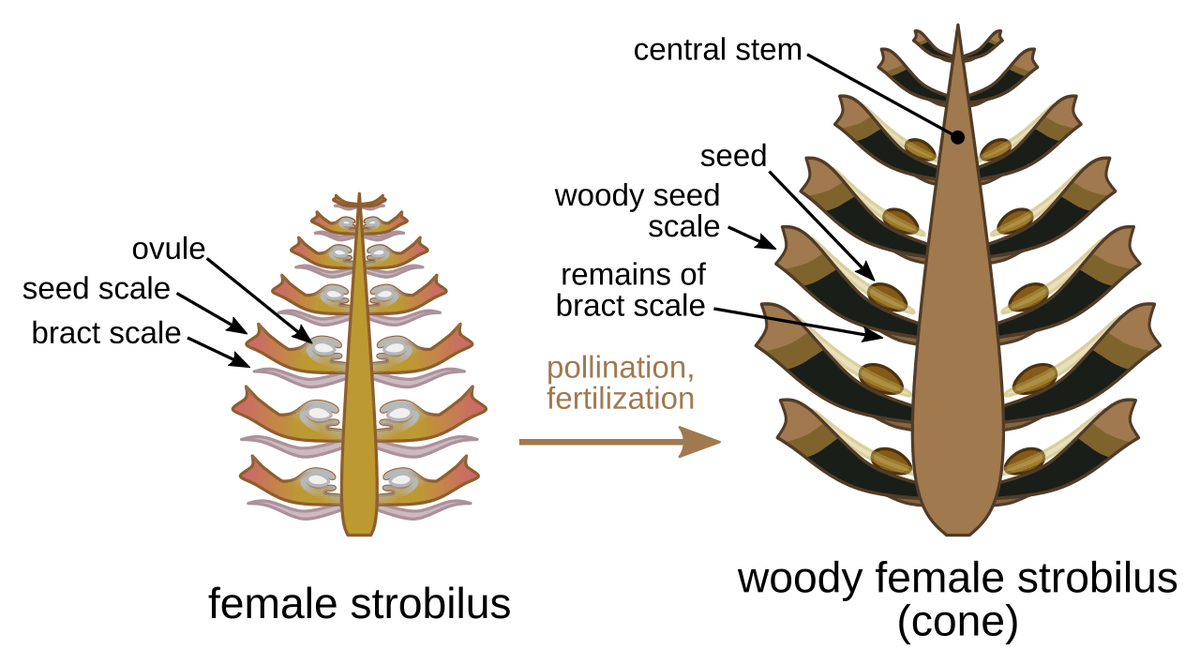 central stem
seed
woody seed
scale
remains of
bract scale
ovule
seed scale
bract scale
pollination,
fertilization
female strobilus
woody female strobilus
(cone)